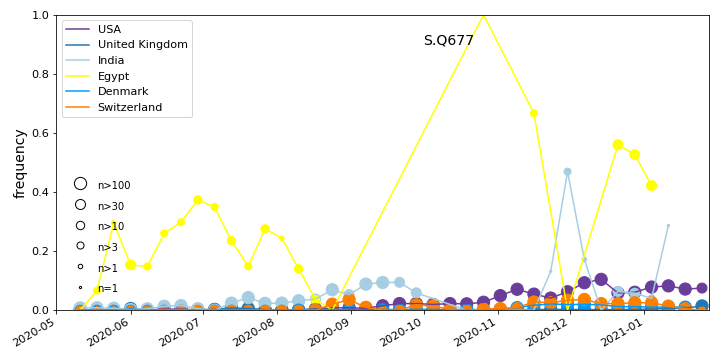 1.0
0.8
0.6
0.4
0.2
0.0
frequency
USA
United Kingdom
India
Egypt
Denmark
Switzerland
S.Q677
n>100
n>30
n>10
n>3
n>1
n=1
2020-05
2020-06
2020-07
2020-08
2020-09
2020-10
2020-11
2020-12
2021-01